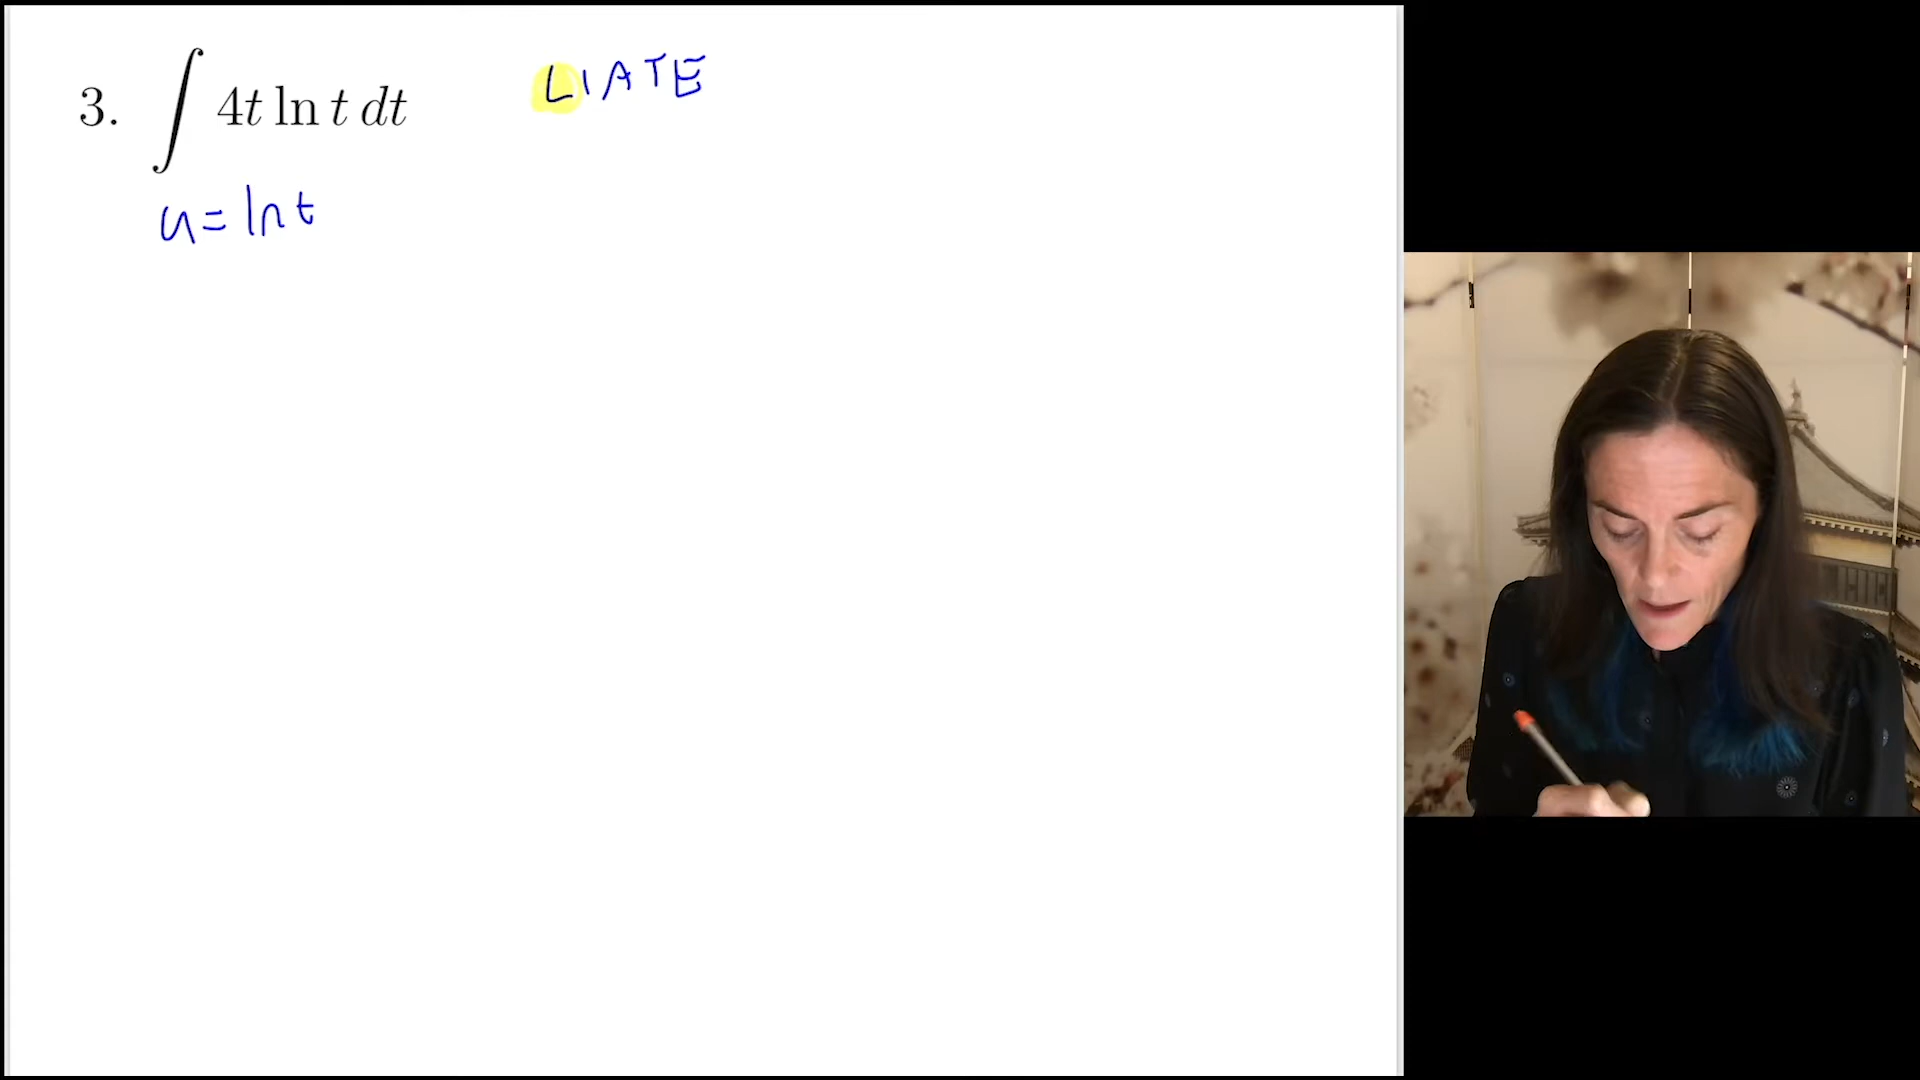 3. ∫ 4t ln t dt LIATE
u = ln t